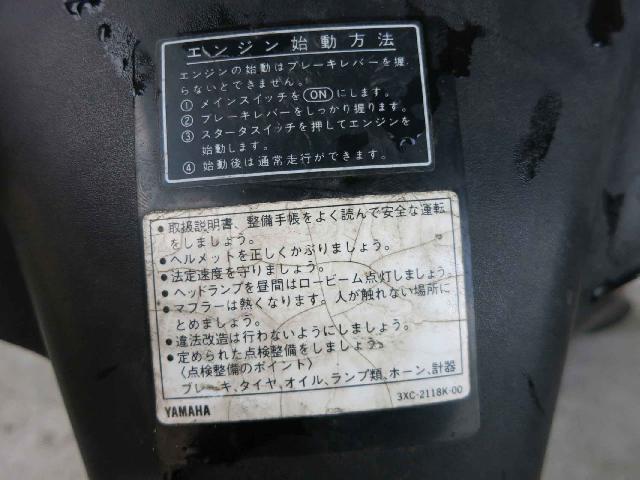 エンジン始動方法
エンジンの始動はブレーキレバーを握
らないとできません。
① メインスイッチを ON にします。
② ブレーキレバーをしっかり握ります。
③ スタータスイッチを押してエンジンを
始動します。
④ 始動後は通常走行ができます。
● 取扱説明書、整備手帳をよく読んで安全な運転
をしましょう。
● ヘルメットを正しくかぶりましょう。
● 法定速度を守りましょう。
● ヘッドランプを昼間はロービーム点灯しましょう。
● マフラーは熱くなります。人が触れない場所に
とめましょう。
● 違法改造は行わないようにしましょう。
● 定められた点検整備をしましょう。
〈点検整備のポイント〉
ブレーキ、タイヤ、オイル、ランプ類、ホーン、計器
YAMAHA 3XC-2118K-00